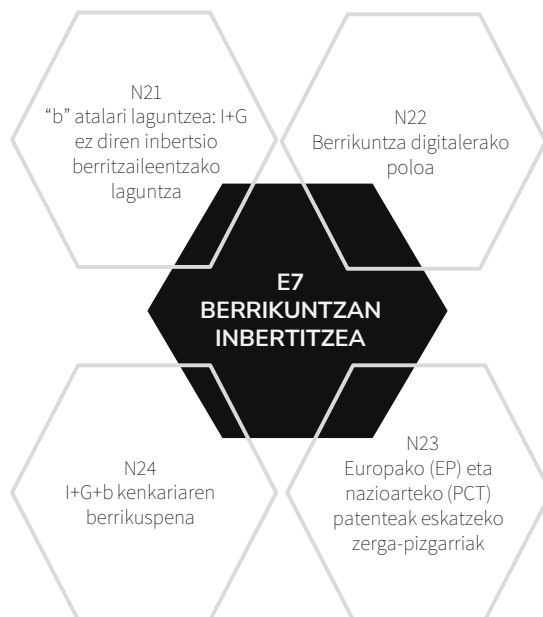 N21
“b” atalari laguntzea: I+G
ez diren inbertsio
berritzaileentzako
laguntza
N22
Berrikuntza digitalerako
poloa
E7
BERRIKUNTZAN
INBERTITZEA
N24
I+G+b kenkariaren
berrikuspena
N23
Europako (EP) eta
nazioarteko (PCT)
patenteak eskatzeko
zerga-pizgarriak